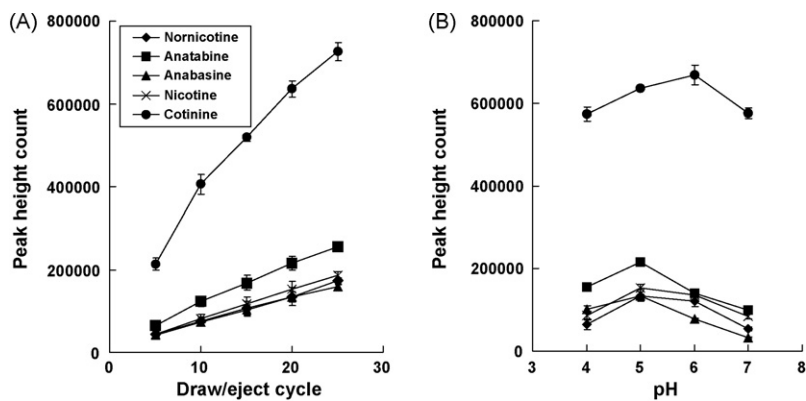 (A)
800000
600000
400000
200000
0
Peak height count
0 10 20 30
Draw/eject cycle
Nornicotine
Anatabine
Anabasine
Nicotine
Cotinine
(B)
800000
600000
400000
200000
0
Peak height count
3 4 5 6 7 8
pH